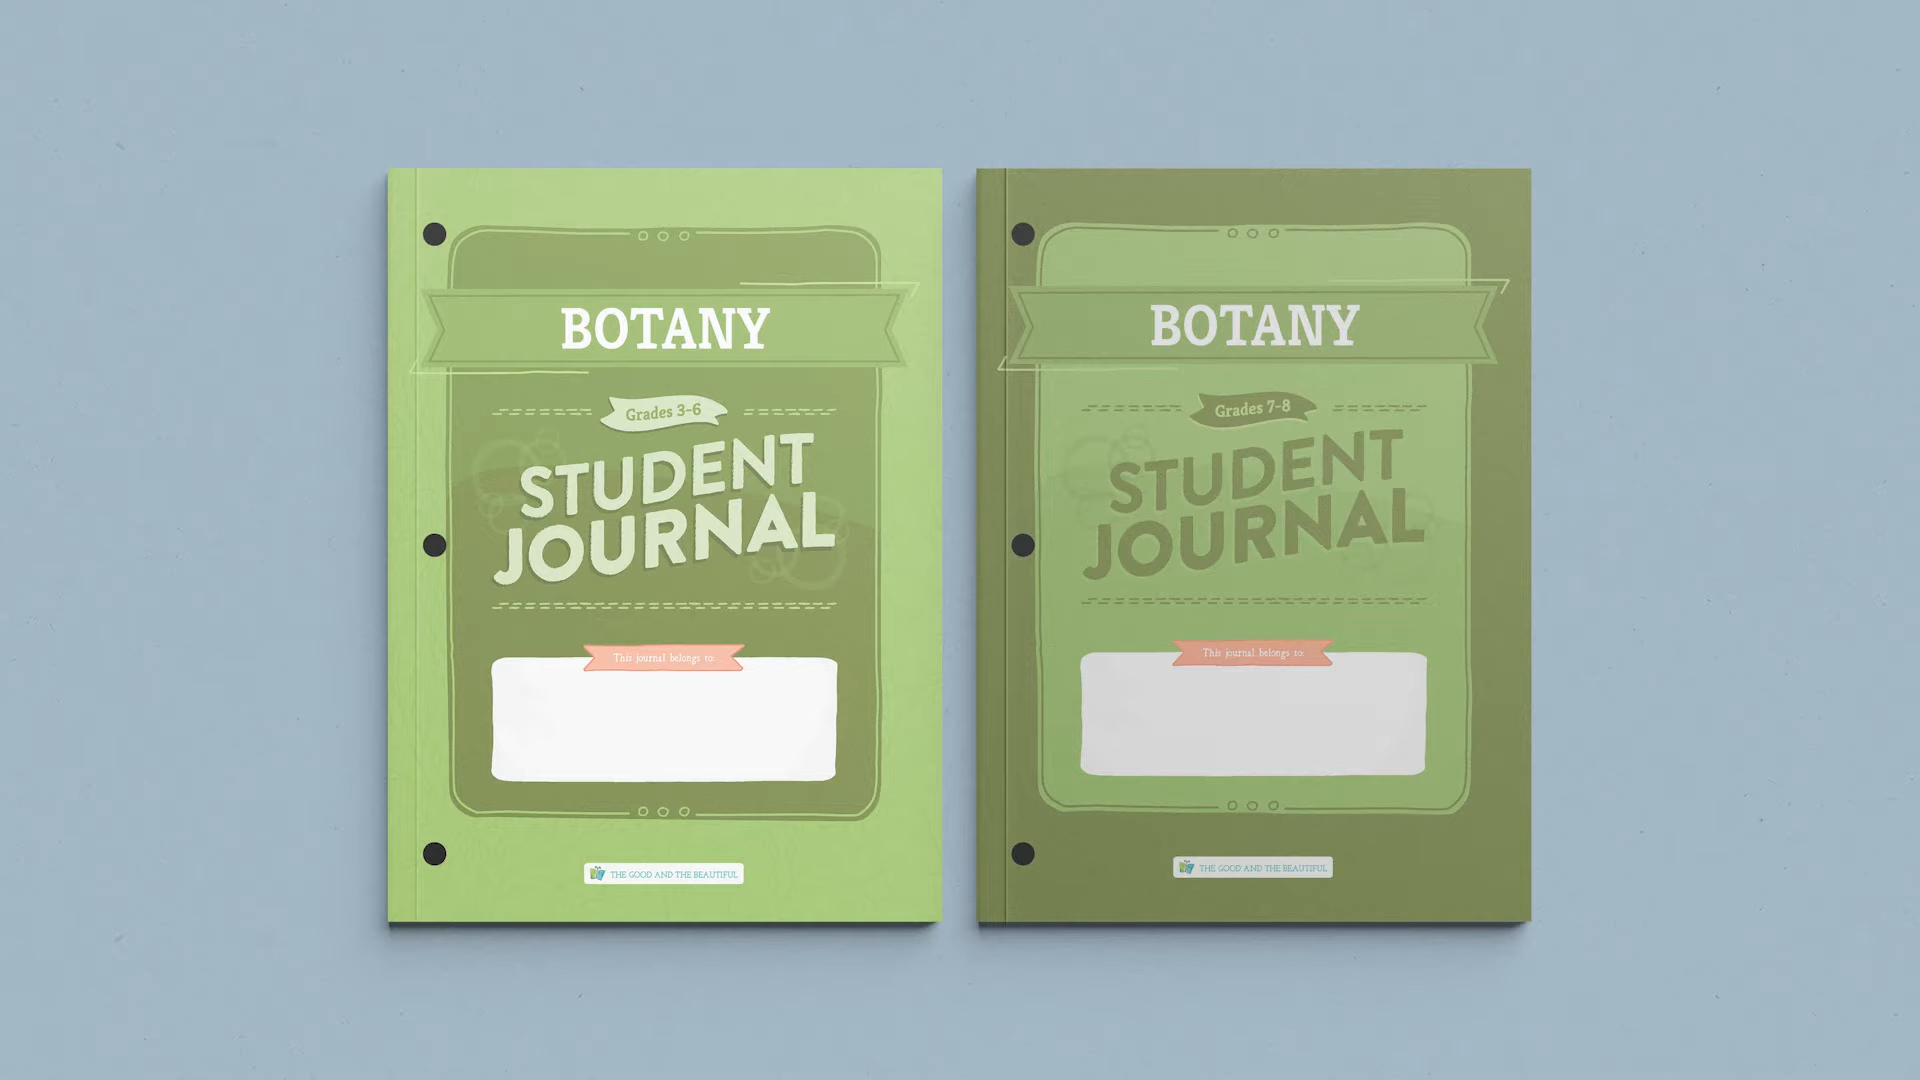 BOTANY
Grades 3-6
STUDENT
JOURNAL
This journal belongs to:
THE GOOD AND THE BEAUTIFUL
BOTANY
Grades 7-8
STUDENT
JOURNAL
This journal belongs to:
THE GOOD AND THE BEAUTIFUL